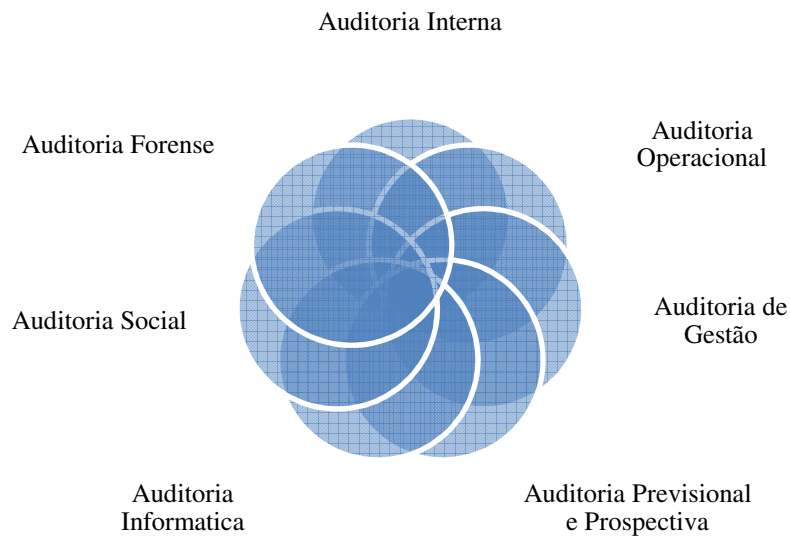 Auditoria Interna
Auditoria
Operacional
Auditoria de
Gestão
Auditoria Previsional
e Prospectiva
Auditoria
Informatica
Auditoria Social
Auditoria Forense